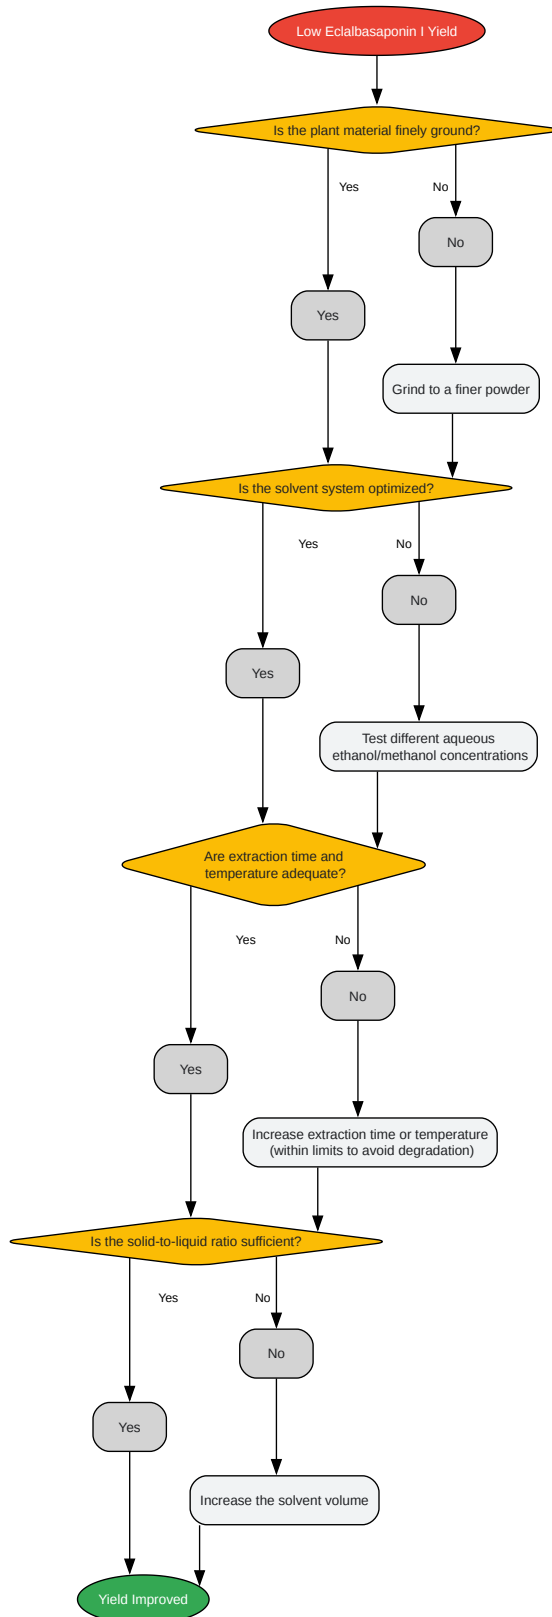 Low Eclalbasaponin I Yield
Is the plant material finely ground?
Yes
No
No
Yes
Grind to a finer powder
Is the solvent system optimized?
Yes
No
No
Yes
Test different aqueous
ethanol/methanol concentrations
Are extraction time and
temperature adequate?
Yes
No
No
Yes
Increase extraction time or temperature
(within limits to avoid degradation)
Is the solid-to-liquid ratio sufficient?
Yes
No
No
Yes
Increase the solvent volume
Yield Improved